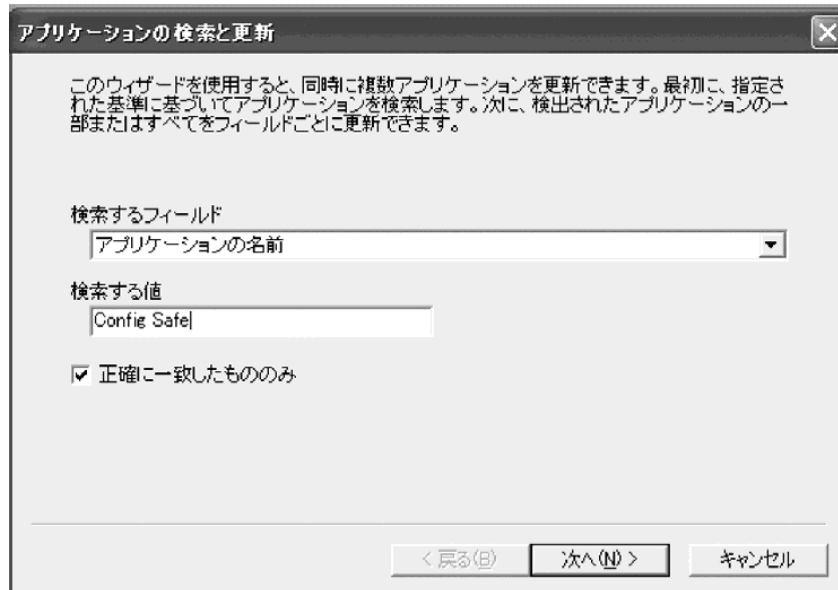 アプリケーションの検索と更新
このウィザードを使用すると、同時に複数アプリケーションを更新できます。最初に、指定さ
れた基準に基づいてアプリケーションを検索します。次に、検出されたアプリケーションの一
部またはすべてをフィールドごとに更新できます。
検索するフィールド
アプリケーションの名前
検索する値
Config Safe
正確に一致したもののみ
< 戻る(B)
次へ(N) >
キャンセル